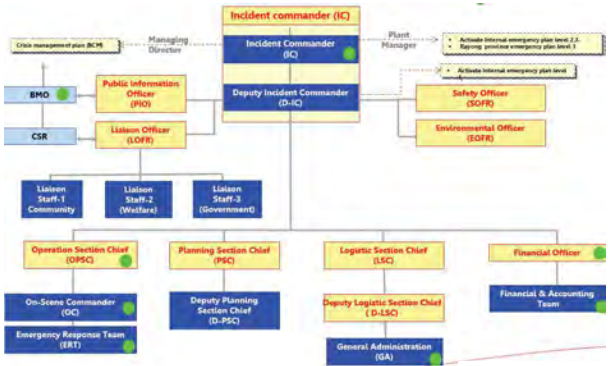 Incident commander (IC)
Crisis management plan (BCM)
Managing
Director
Incident Commander
(IC)
Plant
Manager
• Activate Internal emergency plan level 2,3.
• Rayong province emergency plan level 1
Deputy Incident Commander
(D-IC)
• Activate Internal emergency plan level
BMO
Public Information
Officer
(PIO)
Safety Officer
(SOFR)
CSR
Liaison Officer
(LOFR)
Environmental Officer
(EOFR)
Liaison
Staff-1
Community
Liaison
Staff-2
(Welfare)
Liaison
Staff-3
(Government)
Operation Section Chief
(OPSC)
Planning Section Chief
(PSC)
Logistic Section Chief
(LSC)
Financial Officer
On-Scene Commander
(OC)
Deputy Planning
Section Chief
(D-PSC)
Deputy Logistic Section Chief
( D-LSC)
Financial & Accounting
Team
Emergency Response Team
(ERT)
General Administration
(GA)